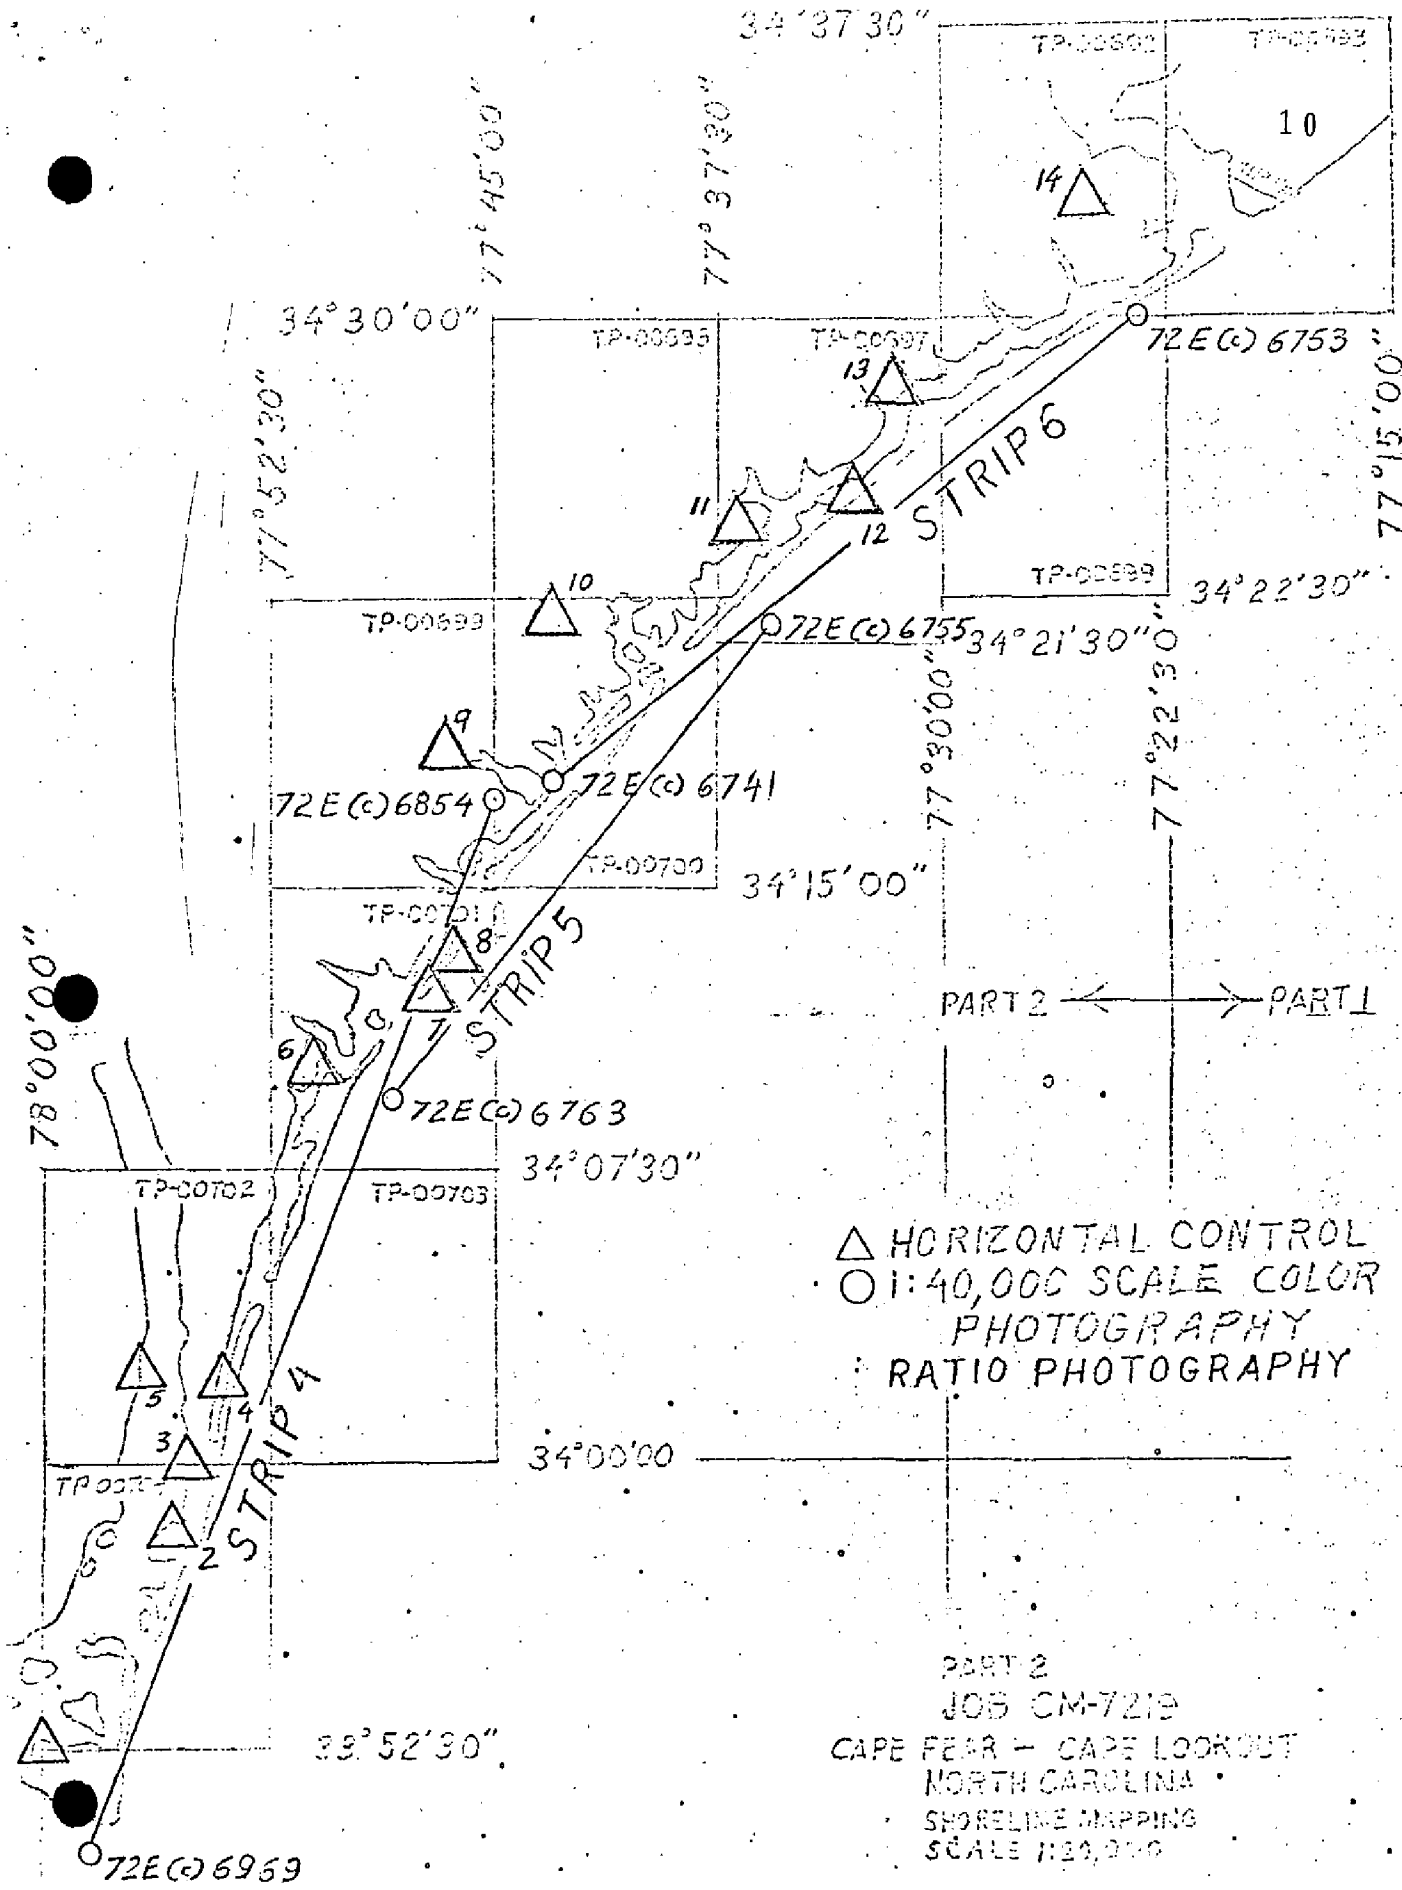 34°37'30"
TP-00693
10
77°45'00"
77°37'30"
14
34°30'00"
TP-00697
72E(c) 6753
13
77°52'30"
77°15'00"
STRIP 6
11
12
10
TP-00699
34°22'30"
72E(c) 6755
34°21'30"
77°30'00"
77°22'30"
9
72E(c) 6741
72E(c) 6854
TP-00700
34°15'00"
TP-00701
8
STRIP 5
78°00'00"
PART 2
PART 1
7
6
72E(c) 6763
34°07'30"
TP-00702
TP-00703
HORIZONTAL CONTROL
1:40,000 SCALE COLOR
PHOTOGRAPHY
RATIO PHOTOGRAPHY
5
4
STRIP 4
3
34°00'00
2
33°52'30"
PART 2
JOB CM-7219
CAPE FEAR – CAPE LOOKOUT
NORTH CAROLINA
SHORELINE MAPPING
SCALE 1:20,000
72E(c) 6969